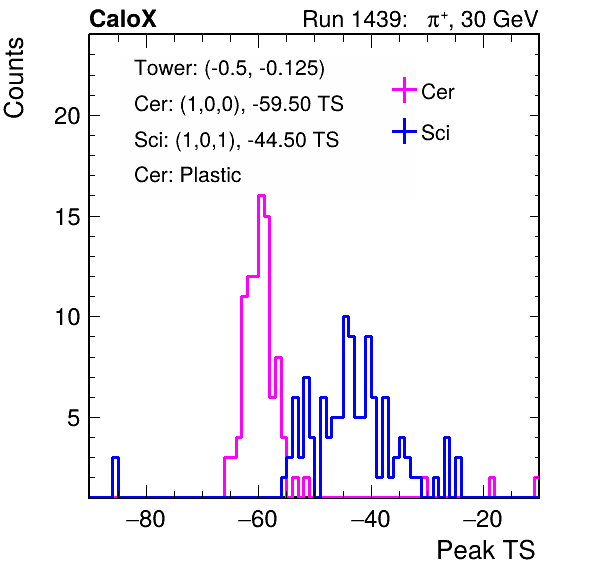 CaloX Run 1439: π⁺, 30 GeV
Counts
Tower: (-0.5, -0.125)
Cer: (1,0,0), -59.50 TS
Sci: (1,0,1), -44.50 TS
Cer: Plastic
Cer
Sci
20
15
10
5
−80 −60 −40 −20
Peak TS